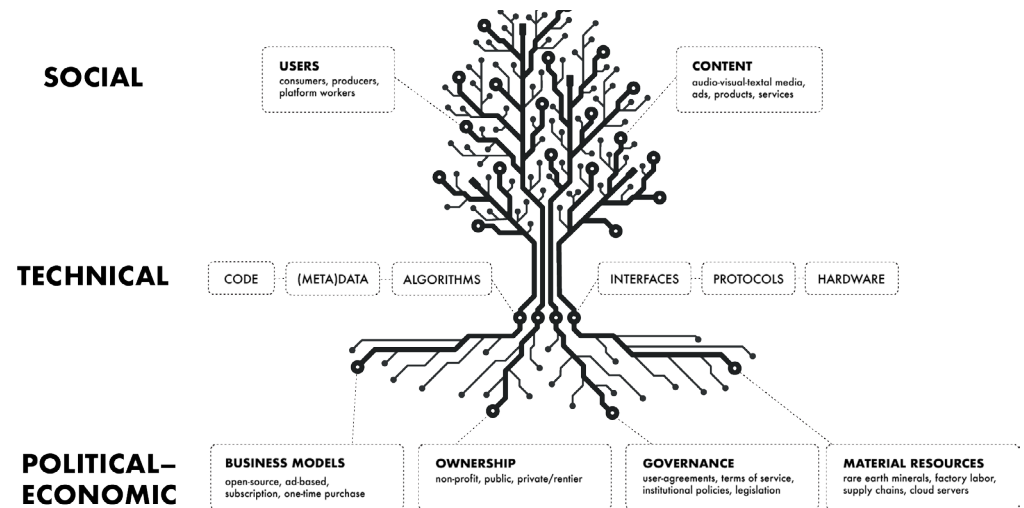 SOCIAL
USERS
consumers, producers,
platform workers
CONTENT
audio-visual-textal media,
ads, products, services
TECHNICAL
CODE
(META)DATA
ALGORITHMS
INTERFACES
PROTOCOLS
HARDWARE
POLITICAL–
ECONOMIC
BUSINESS MODELS
open-source, ad-based,
subscription, one-time purchase
OWNERSHIP
non-profit, public, private/rentier
GOVERNANCE
user-agreements, terms of service,
institutional policies, legislation
MATERIAL RESOURCES
rare earth minerals, factory labor,
supply chains, cloud servers